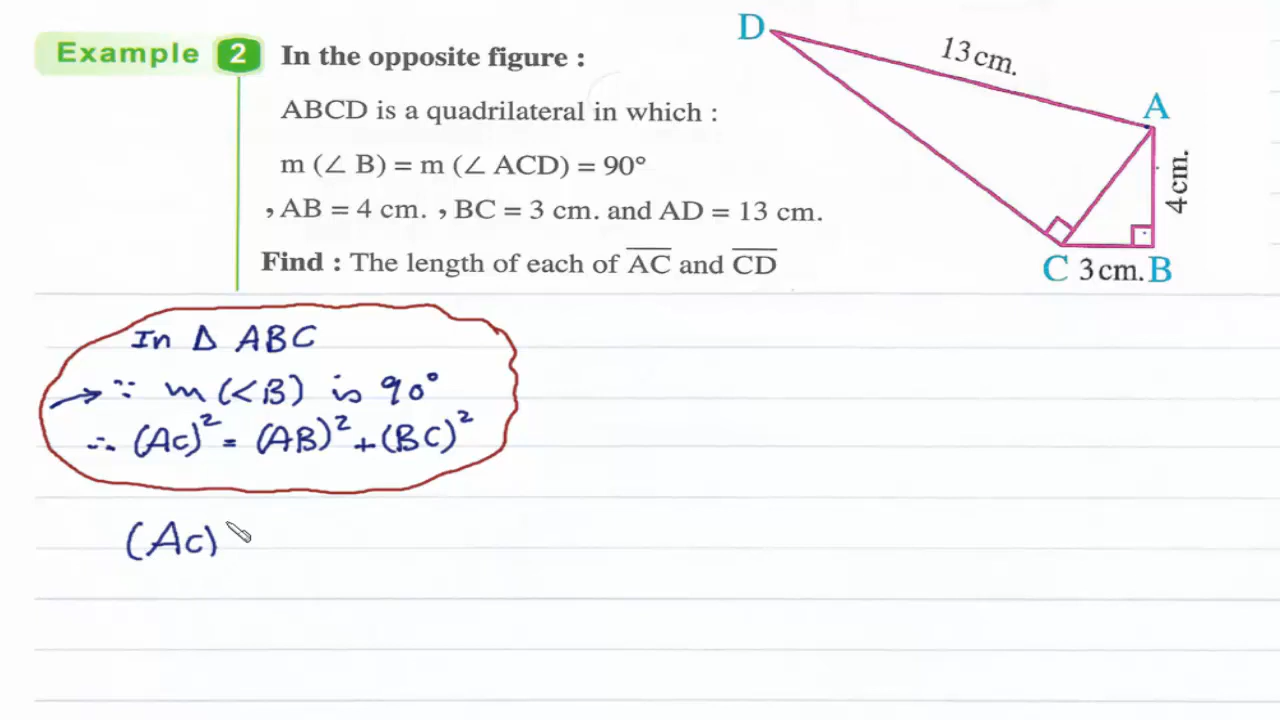 Example 2 In the opposite figure :
ABCD is a quadrilateral in which :
m (∠ B) = m (∠ ACD) = 90°
, AB = 4 cm. , BC = 3 cm. and AD = 13 cm.
Find : The length of each of A̅C̅ and C̅D̅
D
13 cm.
A
4 cm.
C 3 cm. B
In Δ ABC
→ ∵ m (<B) is 90°
∴ (AC)² = (AB)² + (BC)²
(AC)